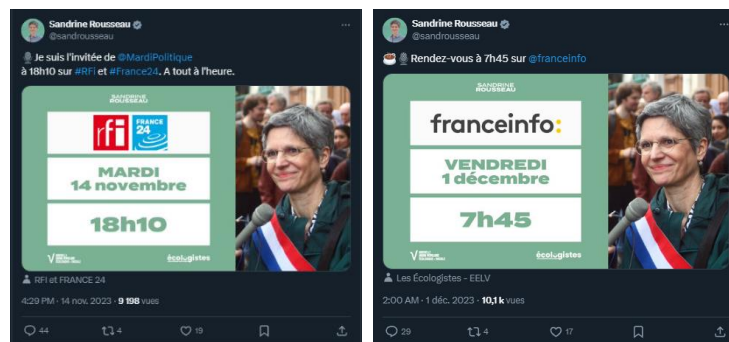 Sandrine Rousseau
@sandrousseau
Je suis l'invitée de @MardiPolitique
à 18h10 sur #RFI et #France24. A tout à l'heure.
SANDRINE
ROUSSEAU
rfi FRANCE
24
MARDI
14 novembre
18h10
écologistes
RFI et FRANCE 24
4:29 PM · 14 nov. 2023 · 9 198 vues
44 4 19
Sandrine Rousseau
@sandrousseau
Rendez-vous à 7h45 sur @franceinfo
SANDRINE
ROUSSEAU
franceinfo:
VENDREDI
1 décembre
7h45
écologistes
Les Écologistes - EELV
2:00 AM · 1 déc. 2023 · 10,1 k vues
29 4 17